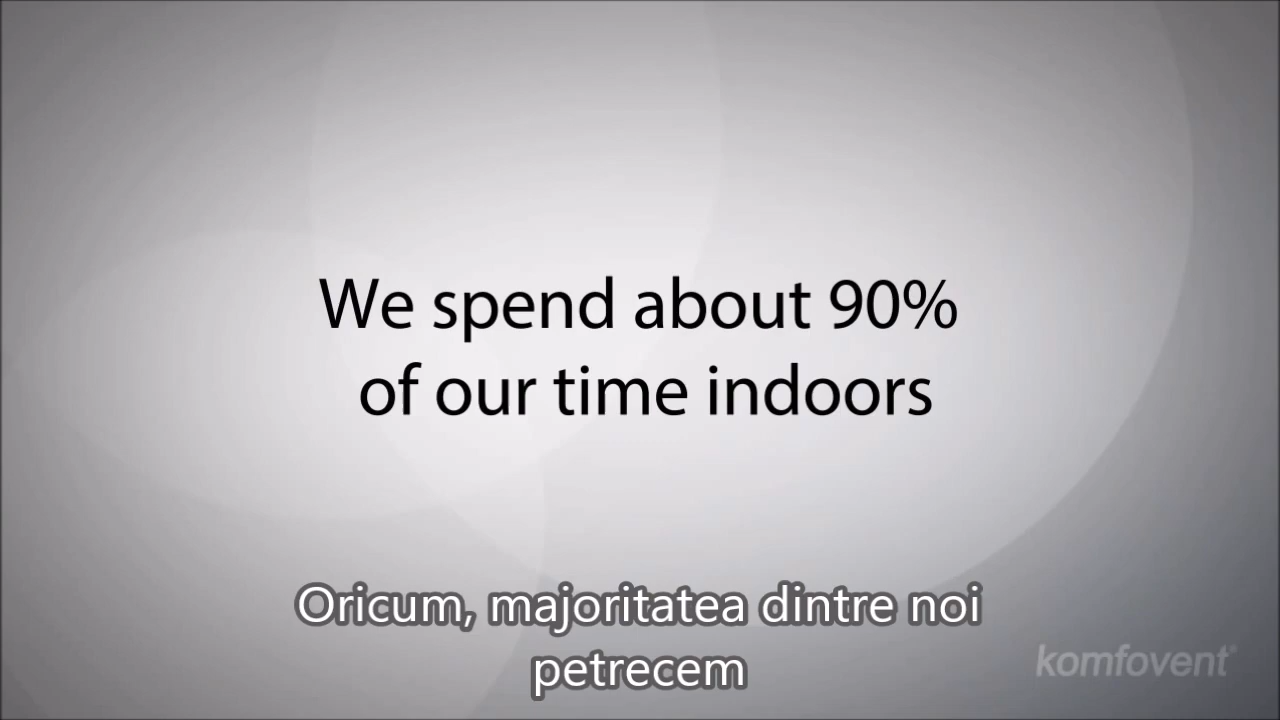 We spend about 90%
of our time indoors
Oricum, majoritatea dintre noi
petrecem
komfovent®